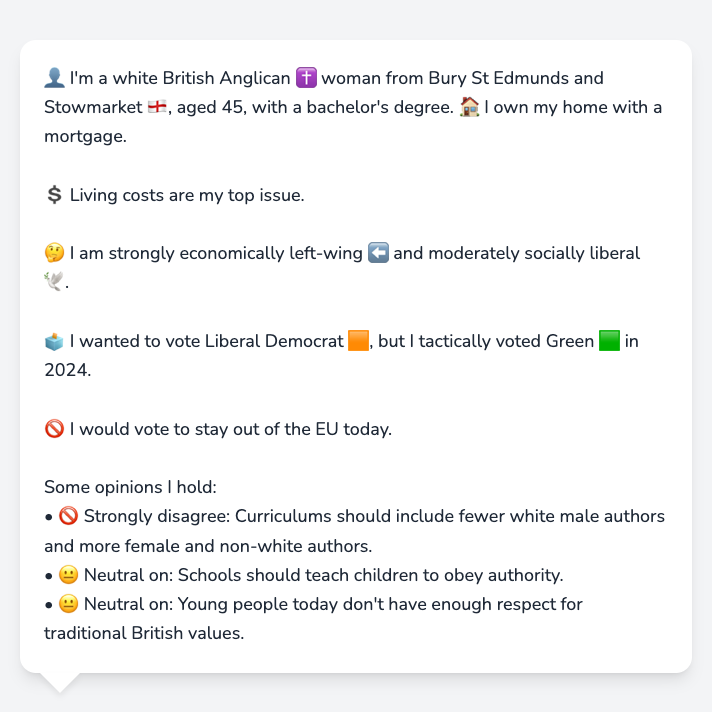 👤 I'm a white British Anglican ✝️ woman from Bury St Edmunds and
Stowmarket 🏴󠁧󠁢󠁥󠁮󠁧󠁿, aged 45, with a bachelor's degree. 🏠 I own my home with a
mortgage.
💲 Living costs are my top issue.
🤔 I am strongly economically left-wing ⬅️ and moderately socially liberal
🕊️.
🗳️ I wanted to vote Liberal Democrat 🟧, but I tactically voted Green 🟩 in
2024.
🚫 I would vote to stay out of the EU today.
Some opinions I hold:
• 🚫 Strongly disagree: Curriculums should include fewer white male authors
and more female and non-white authors.
• 😐 Neutral on: Schools should teach children to obey authority.
• 😐 Neutral on: Young people today don't have enough respect for
traditional British values.